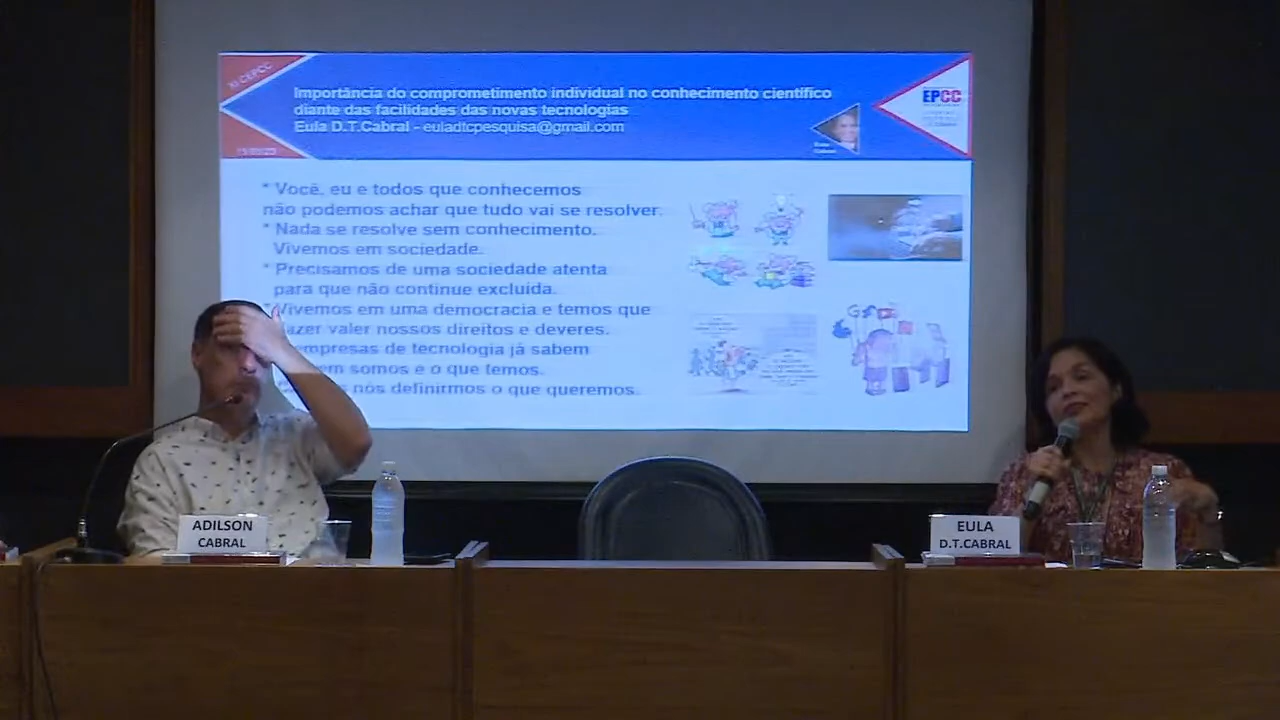 XI CEPCC
Importância do comprometimento individual no conhecimento científico
diante das facilidades das novas tecnologias
Eula D.T.Cabral - euladtcpesquisa@gmail.com
EPCC
* Você, eu e todos que conhecemos
não podemos achar que tudo vai se resolver.
* Nada se resolve sem conhecimento.
Vivemos em sociedade.
* Precisamos de uma sociedade atenta
para que não continue excluída.
* Vivemos em uma democracia e temos que
fazer valer nossos direitos e deveres.
empresas de tecnologia já sabem
somos e o que temos.
nós definirmos o que queremos.
ADILSON
CABRAL
EULA
D.T.CABRAL